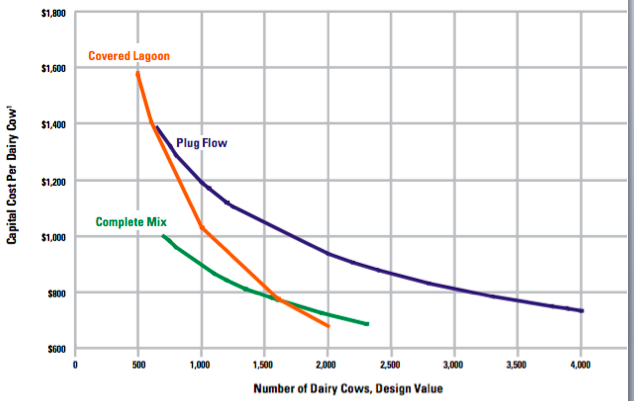 $1,800
Covered Lagoon
$1,600
$1,400
Plug Flow
$1,200
Complete Mix
$1,000
$800
$600
Capital Cost Per Dairy Cow¹
0 500 1,000 1,500 2,000 2,500 3,000 3,500 4,000
Number of Dairy Cows, Design Value